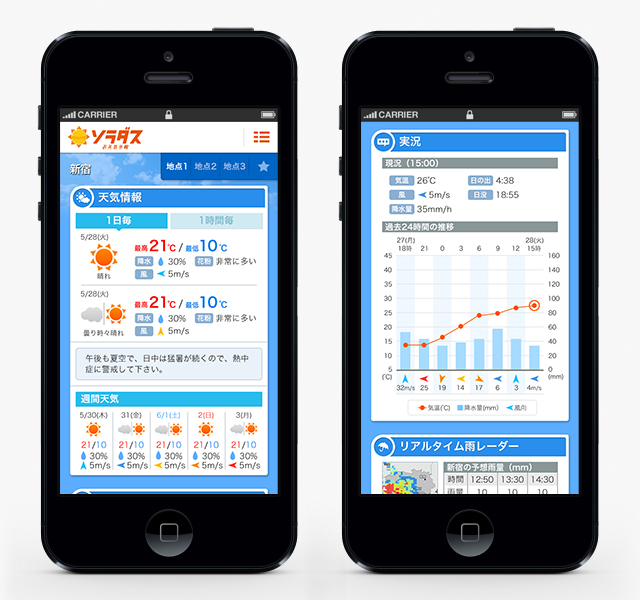 CARRIER
ソラダス
お天気予報
新宿
地点1 地点2 地点3
天気情報
1日毎 1時間毎
5/28(火)
晴れ
最高21℃ / 最低10℃
降水 30% 花粉 非常に多い
風 5m/s
5/28(火)
曇り時々晴れ
最高21℃ / 最低10℃
降水 30% 花粉 非常に多い
風 5m/s
午後も夏空で、日中は猛暑が続くので、熱中
症に警戒して下さい。
週間天気
5/30(木) 31(金) 6/1(土) 2(日) 3(月)
21/10 21/10 21/10 21/10 21/10
30% 30% 30% 30% 30%
5m/s 5m/s 5m/s 5m/s 5m/s
CARRIER
実況
現況（15:00）
気温 26℃ 日の出 4:38
風 5m/s 日没 18:55
降水量 35mm/h
過去24時間の推移
27(月) 28(火)
18時 21 0 3 6 9 12 15時
45 160
40 140
35 120
30 100
25 80
20 60
15 40
10 20
5 0
(℃) (mm)
32m/s 25 19 14 17 6 3 4m/s
気温(℃) 降水量(mm) 風向
リアルタイム雨レーダー
新宿の予想雨量（mm）
時間 12:50 13:30 14:30
雨量 10 10 10